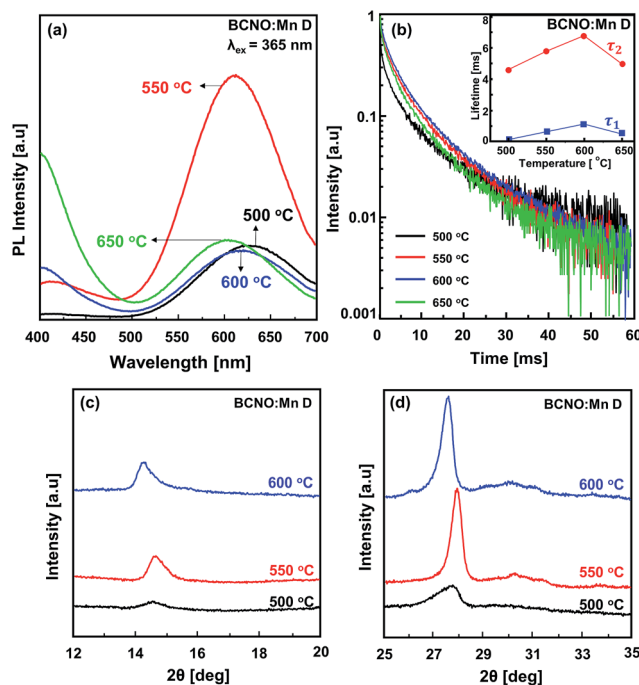 (a)
BCNO:Mn D
λex = 365 nm
550 °C
650 °C
500 °C
600 °C
PL Intensity [a.u]
400 450 500 550 600 650 700
Wavelength [nm]
(b)
BCNO:Mn D
Lifetime [ms]
8
6
4
2
0
τ2
τ1
500 550 600 650
Temperature [ °C]
Intensity [a.u]
1
0.1
0.01
0.001
500 °C
550 °C
600 °C
650 °C
0 10 20 30 40 50 60
Time [ms]
(c)
BCNO:Mn D
600 °C
550 °C
500 °C
Intensity [a.u]
12 14 16 18 20
2θ [deg]
(d)
BCNO:Mn D
600 °C
550 °C
500 °C
Intensity [a.u]
25 27 29 31 33 35
2θ [deg]